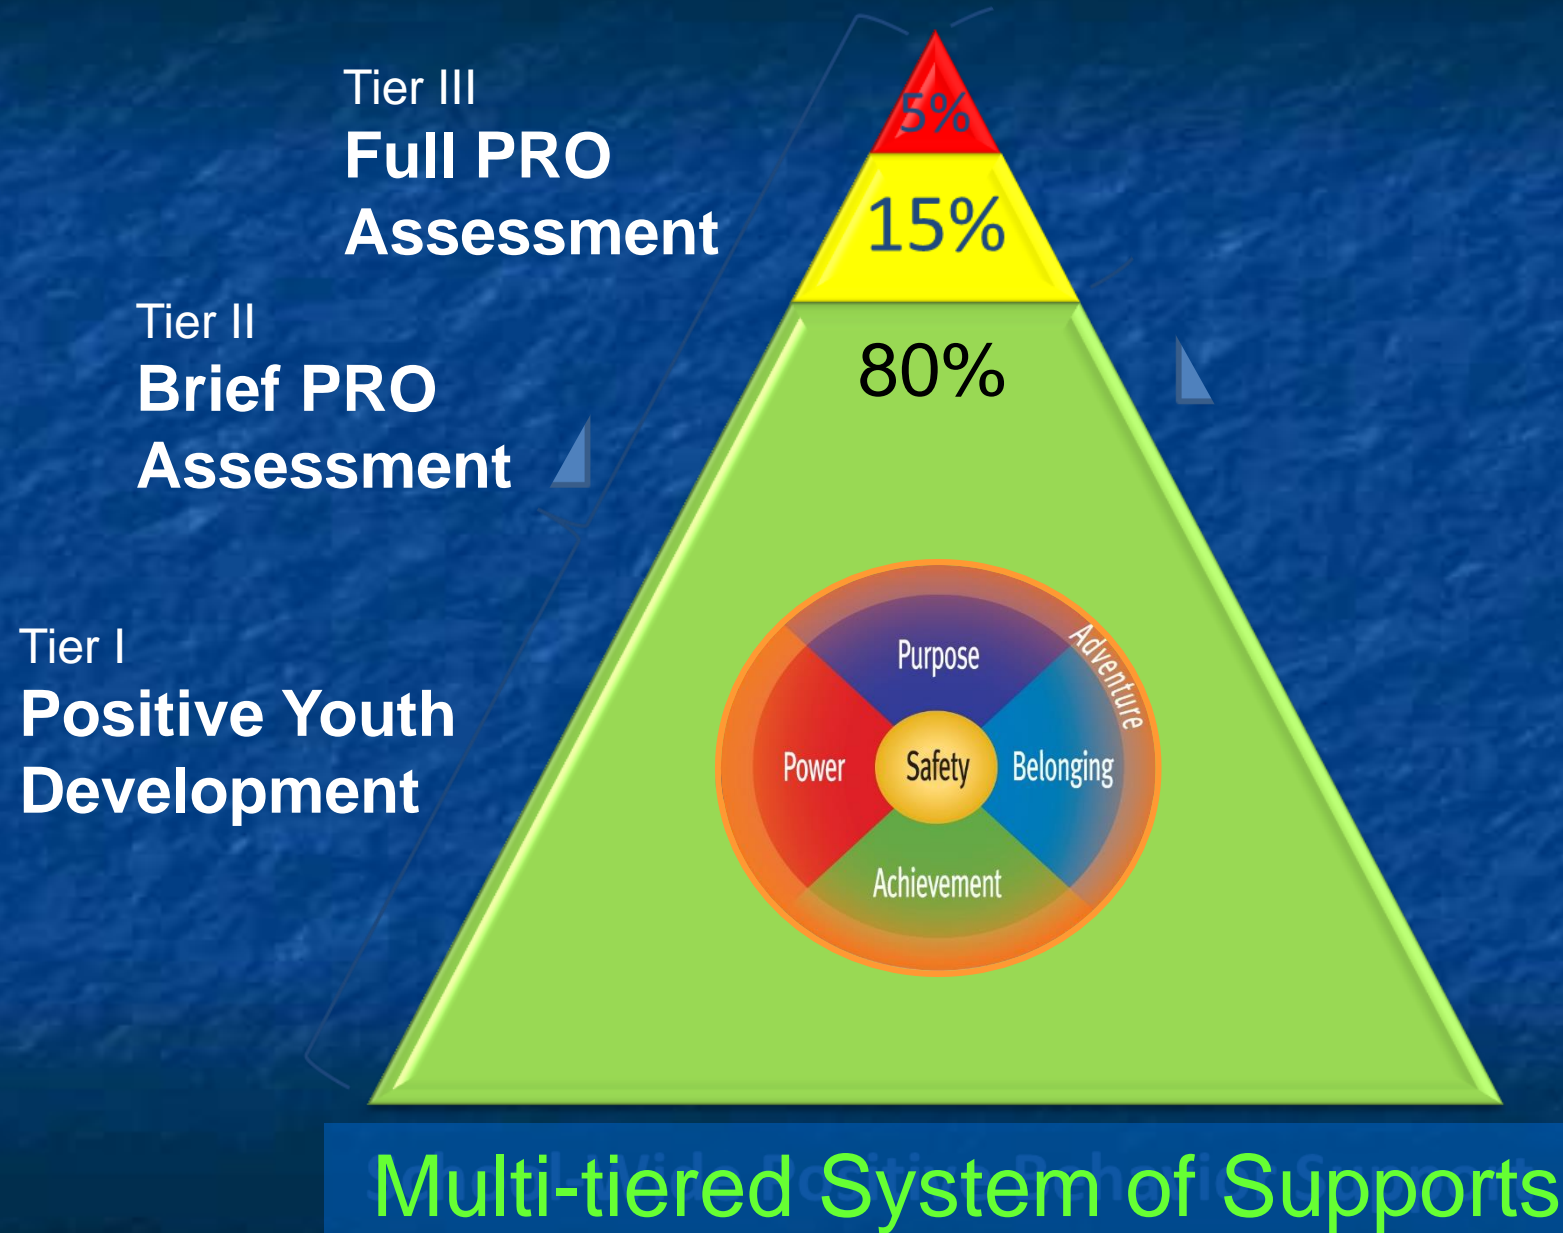 Tier III
Full PRO
Assessment
5%
15%
Tier II
Brief PRO
Assessment
80%
Tier I
Positive Youth
Development
Purpose
Adventure
Power
Safety
Belonging
Achievement
Multi-tiered System of Supports